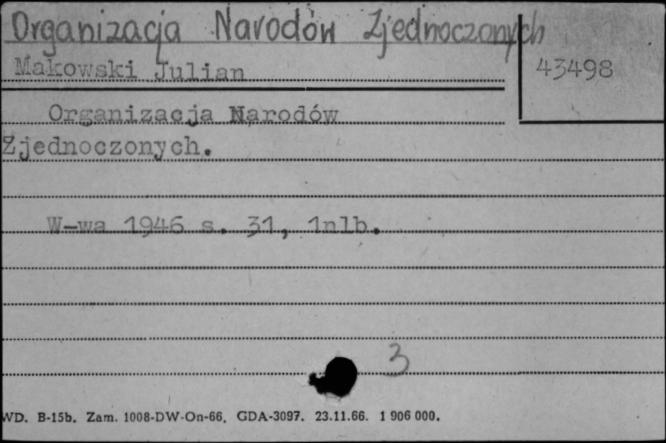 Organizacja Narodów Zjednoczonych
Makowski Julian
43498
Organizacja Narodów
Zjednoczonych.
W-wa 1946 s. 31, 1nlb.
3
WD. B-15b. Zam. 1008-DW-On-66. GDA-3097. 23.11.66. 1 906 000.